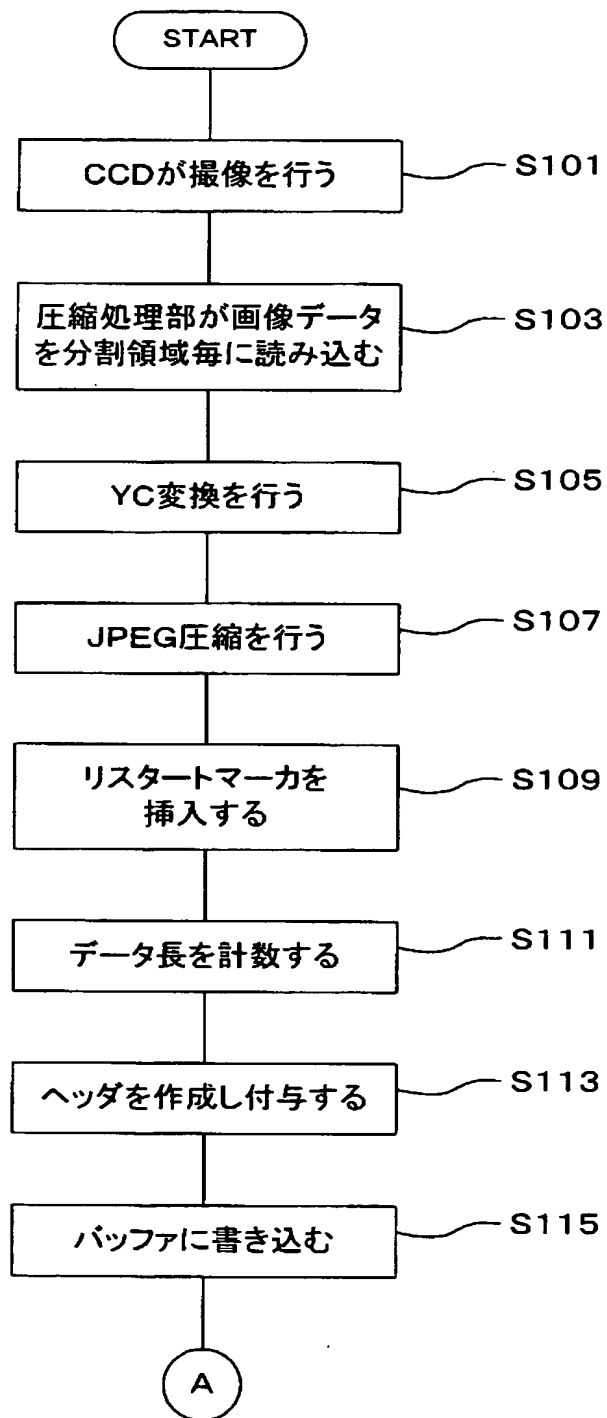 START
CCDが撮像を行う
S101
圧縮処理部が画像データ
を分割領域毎に読み込む
S103
YC変換を行う
S105
JPEG圧縮を行う
S107
リスタートマーカを
挿入する
S109
データ長を計数する
S111
ヘッダを作成し付与する
S113
バッファに書き込む
S115
A